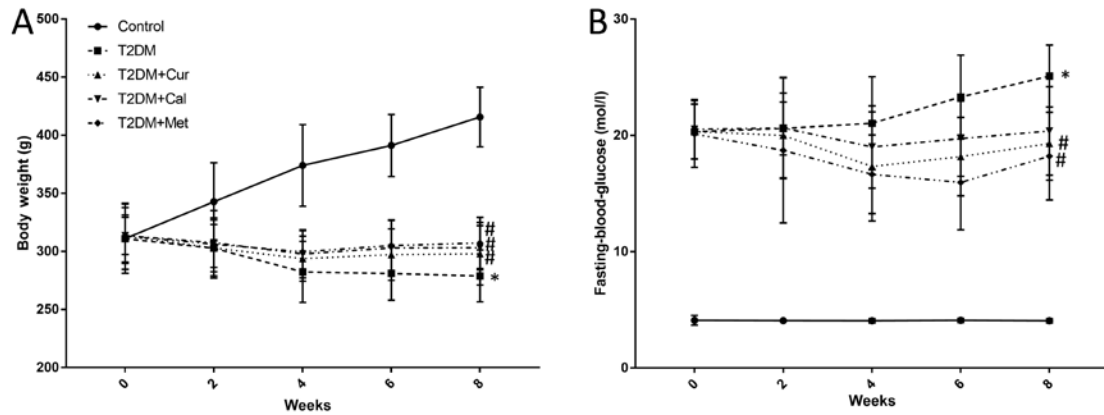 A
Body weight (g)
500
450
400
350
300
250
200
Control
T2DM
T2DM+Cur
T2DM+Cal
T2DM+Met
#
#
#
*
0
2
4
6
8
Weeks
B
Fasting-blood-glucose (mol/l)
30
20
10
0
*
#
#
0
2
4
6
8
Weeks